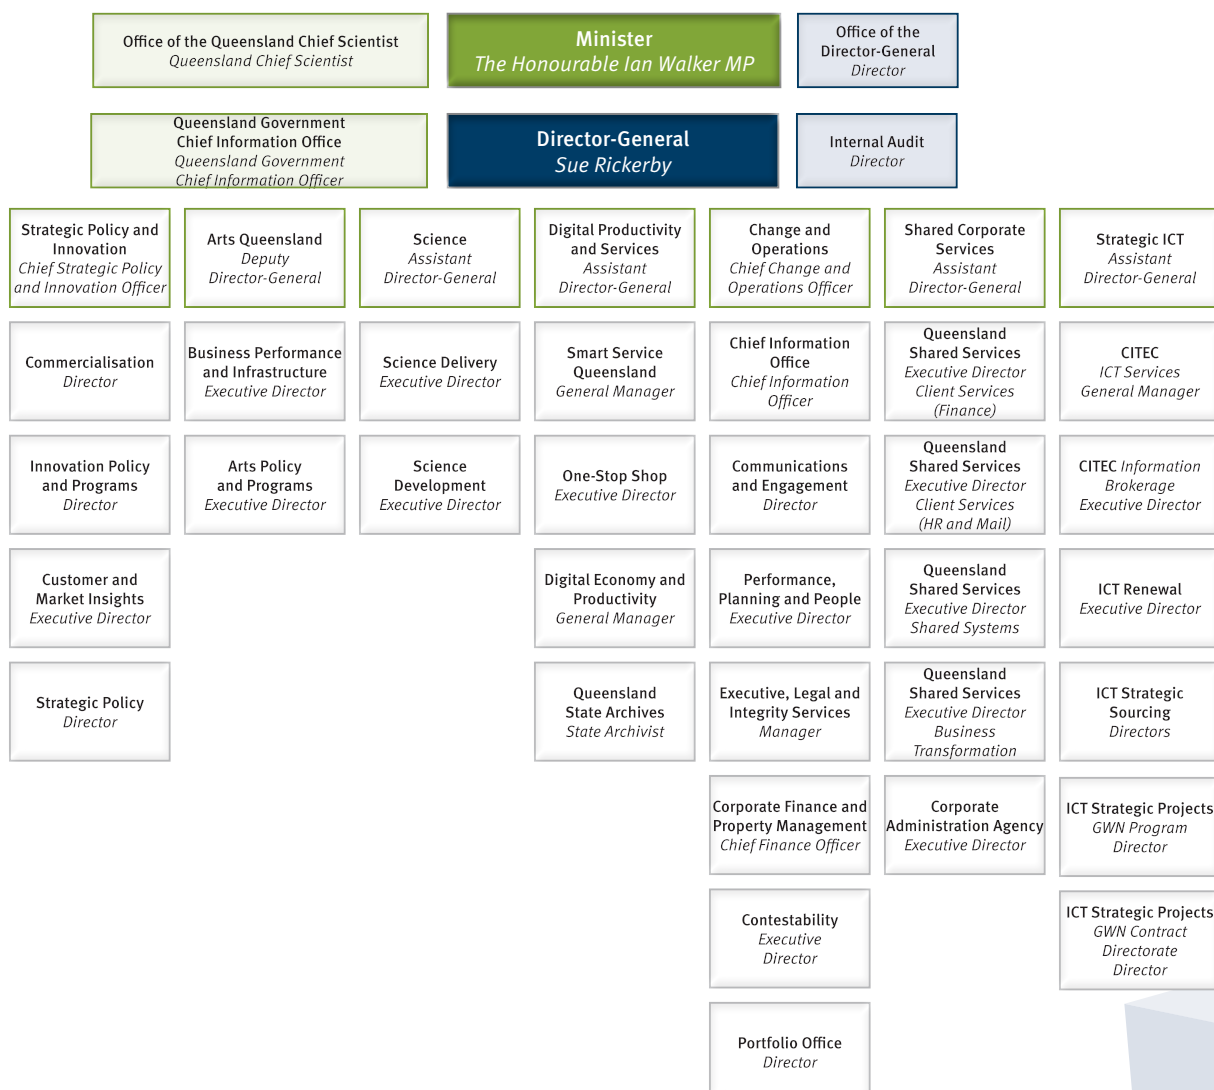 Office of the Queensland Chief Scientist
Queensland Chief Scientist
Minister
The Honourable Ian Walker MP
Office of the
Director-General
Director
Queensland Government
Chief Information Office
Queensland Government
Chief Information Officer
Director-General
Sue Rickerby
Internal Audit
Director
Strategic Policy and
Innovation
Chief Strategic Policy
and Innovation Officer
Arts Queensland
Deputy
Director-General
Science
Assistant
Director-General
Digital Productivity
and Services
Assistant
Director-General
Change and
Operations
Chief Change and
Operations Officer
Shared Corporate
Services
Assistant
Director-General
Strategic ICT
Assistant
Director-General
Commercialisation
Director
Business Performance
and Infrastructure
Executive Director
Science Delivery
Executive Director
Smart Service
Queensland
General Manager
Chief Information
Office
Chief Information
Officer
Queensland
Shared Services
Executive Director
Client Services
(Finance)
CITEC
ICT Services
General Manager
Innovation Policy
and Programs
Director
Arts Policy
and Programs
Executive Director
Science
Development
Executive Director
One-Stop Shop
Executive Director
Communications
and Engagement
Director
Queensland
Shared Services
Executive Director
Client Services
(HR and Mail)
CITEC Information
Brokerage
Executive Director
Customer and
Market Insights
Executive Director
Digital Economy and
Productivity
General Manager
Performance,
Planning and People
Executive Director
Queensland
Shared Services
Executive Director
Shared Systems
ICT Renewal
Executive Director
Strategic Policy
Director
Queensland
State Archives
State Archivist
Executive, Legal and
Integrity Services
Manager
Queensland
Shared Services
Executive Director
Business
Transformation
ICT Strategic
Sourcing
Directors
Corporate Finance and
Property Management
Chief Finance Officer
Corporate
Administration Agency
Executive Director
ICT Strategic Projects
GWN Program
Director
Contestability
Executive
Director
ICT Strategic Projects
GWN Contract
Directorate
Director
Portfolio Office
Director